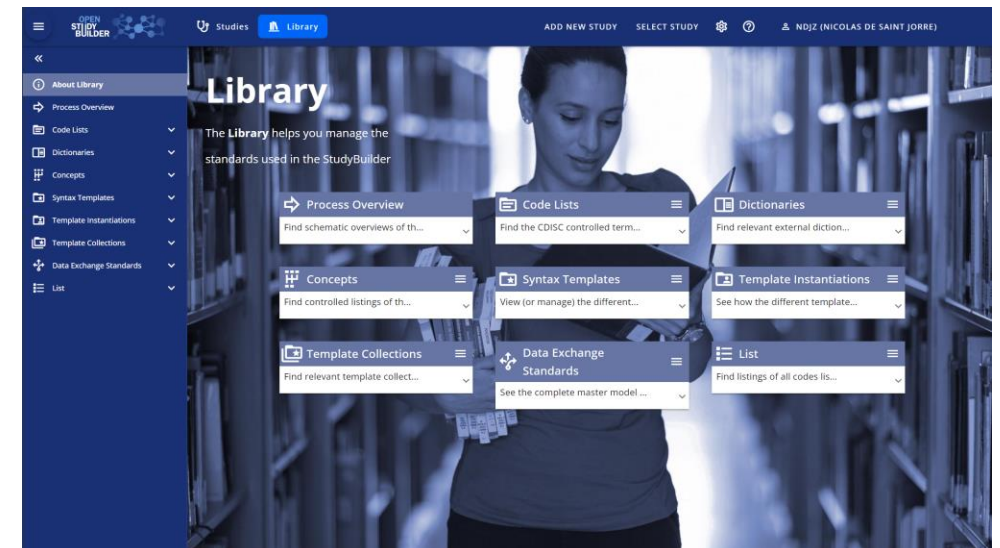 OPEN
STUDY
BUILDER
Studies
Library
ADD NEW STUDY
SELECT STUDY
NDJZ (NICOLAS DE SAINT JORRE)
About Library
Process Overview
Code Lists
Dictionaries
Concepts
Syntax Templates
Template Instantiations
Template Collections
Data Exchange Standards
List
Library
The Library helps you manage the
standards used in the StudyBuilder
Process Overview
Find schematic overviews of th...
Code Lists
Find the CDISC controlled term...
Dictionaries
Find relevant external diction...
Concepts
Find controlled listings of th...
Syntax Templates
View (or manage) the different...
Template Instantiations
See how the different template...
Template Collections
Find relevant template collect...
Data Exchange
Standards
See the complete master model ...
List
Find listings of all codes lis...